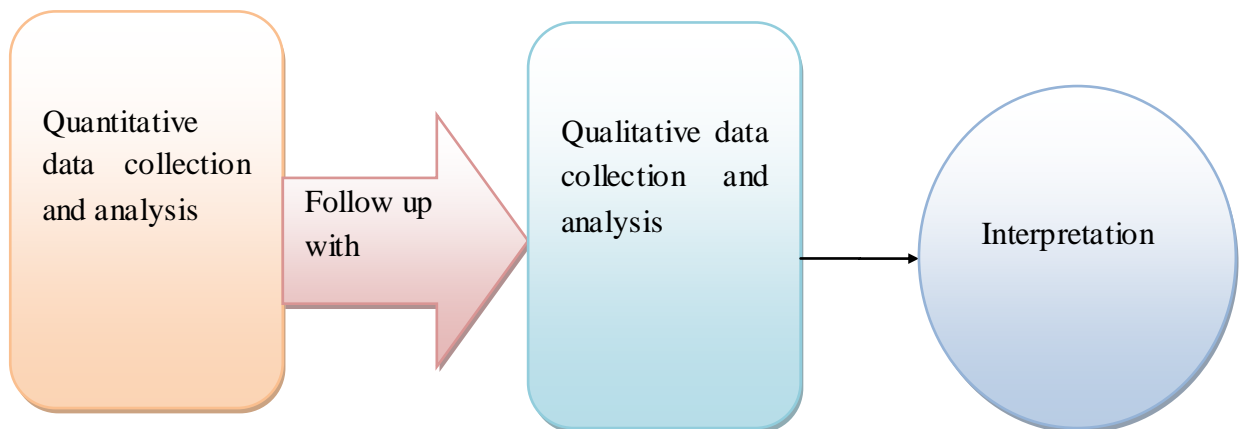 Quantitative
data collection
and analysis
Follow up
with
Qualitative data
collection and
analysis
Interpretation